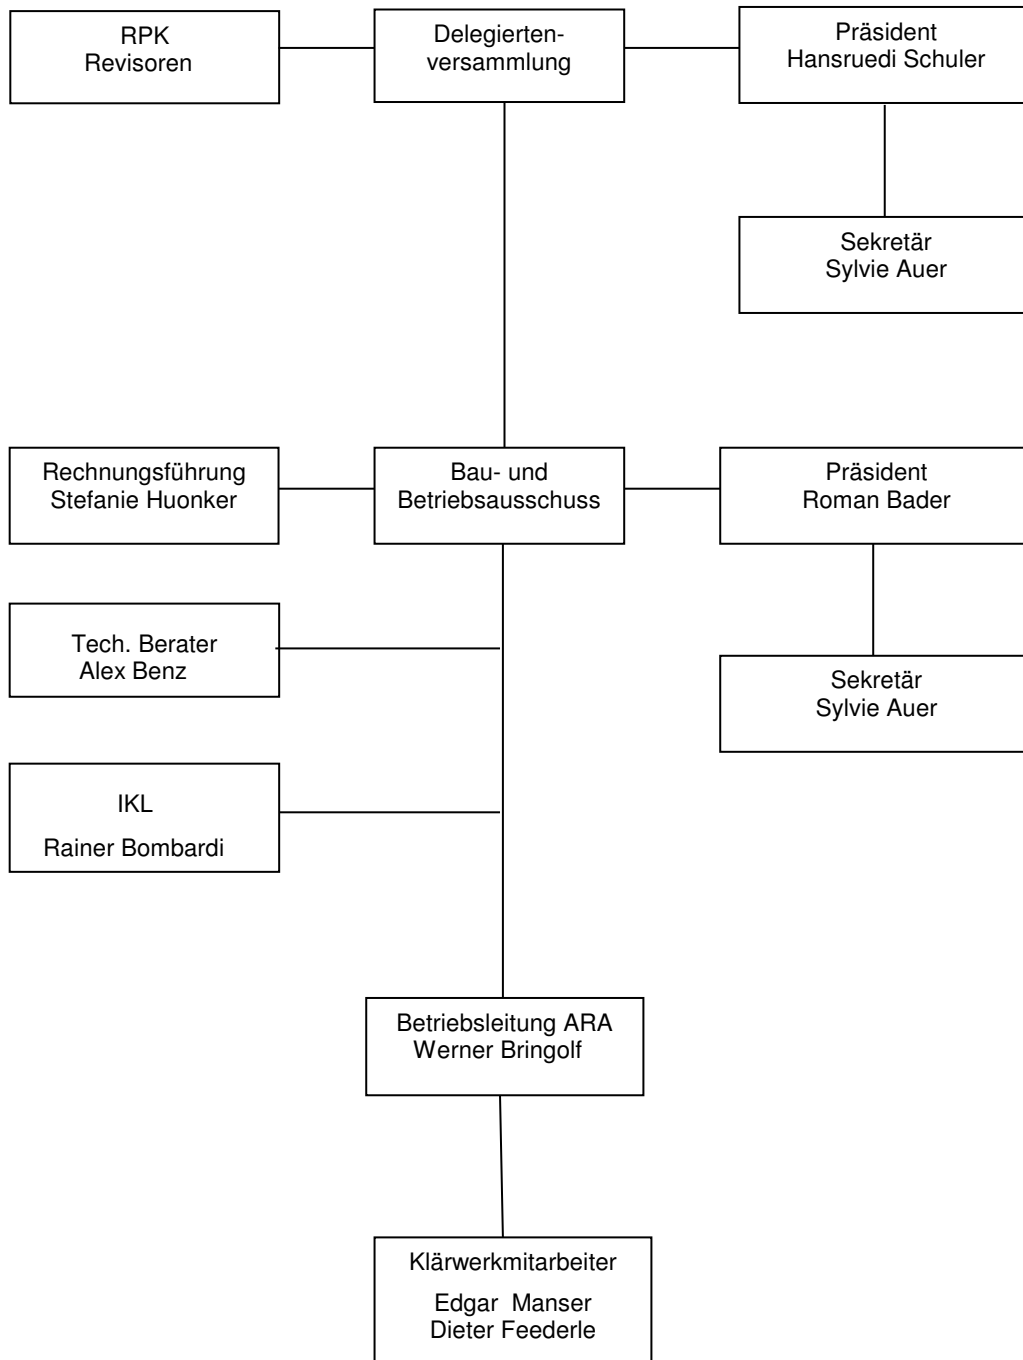 RPK
Revisoren
Delegierten-
versammlung
Präsident
Hansruedi Schuler
Sekretär
Sylvie Auer
Rechnungsführung
Stefanie Huonker
Bau- und
Betriebsausschuss
Präsident
Roman Bader
Tech. Berater
Alex Benz
Sekretär
Sylvie Auer
IKL
Rainer Bombardi
Betriebsleitung ARA
Werner Bringolf
Klärwerkmitarbeiter
Edgar Manser
Dieter Feederle